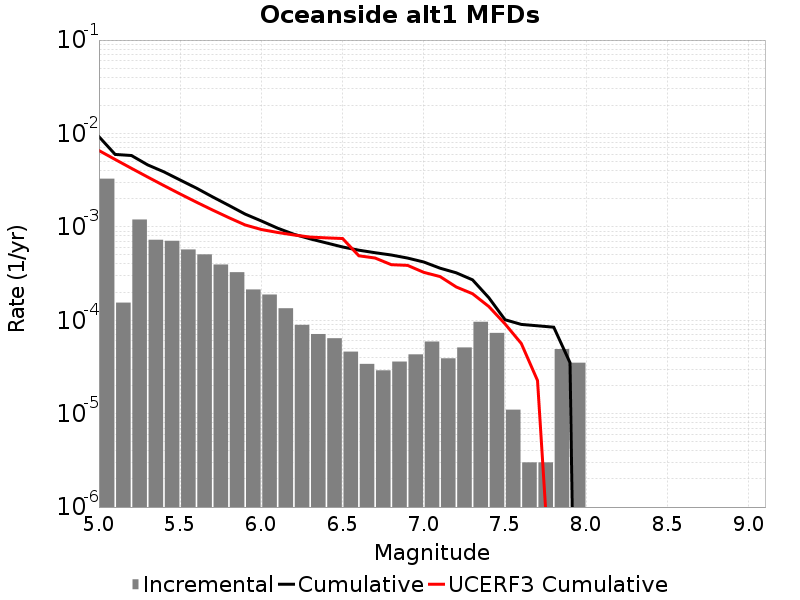 Oceanside alt1 MFDs
10-1
10-2
10-3
10-4
10-5
10-6
Rate (1/yr)
5.0 5.5 6.0 6.5 7.0 7.5 8.0 8.5 9.0
Magnitude
Incremental Cumulative UCERF3 Cumulative